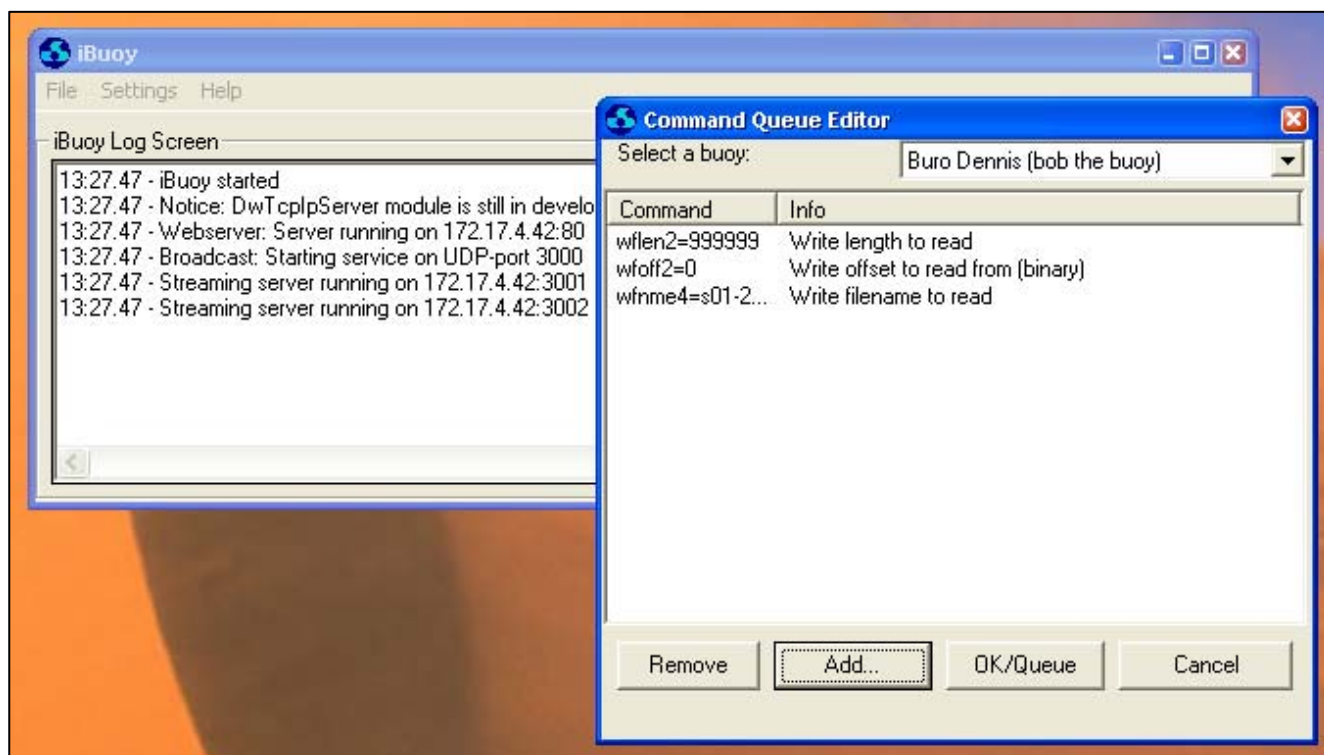 iBuoy
File Settings Help
iBuoy Log Screen
13:27.47 - iBuoy started
13:27.47 - Notice: DwTcpIpServer module is still in develo
13:27.47 - Webserver: Server running on 172.17.4.42:80
13:27.47 - Broadcast: Starting service on UDP-port 3000
13:27.47 - Streaming server running on 172.17.4.42:3001
13:27.47 - Streaming server running on 172.17.4.42:3002
Command Queue Editor
Select a buoy: Buro Dennis (bob the buoy)
Command Info
wflen2=999999 Write length to read
wfoff2=0 Write offset to read from (binary)
wfnme4=s01-2... Write filename to read
Remove Add... OK/Queue Cancel